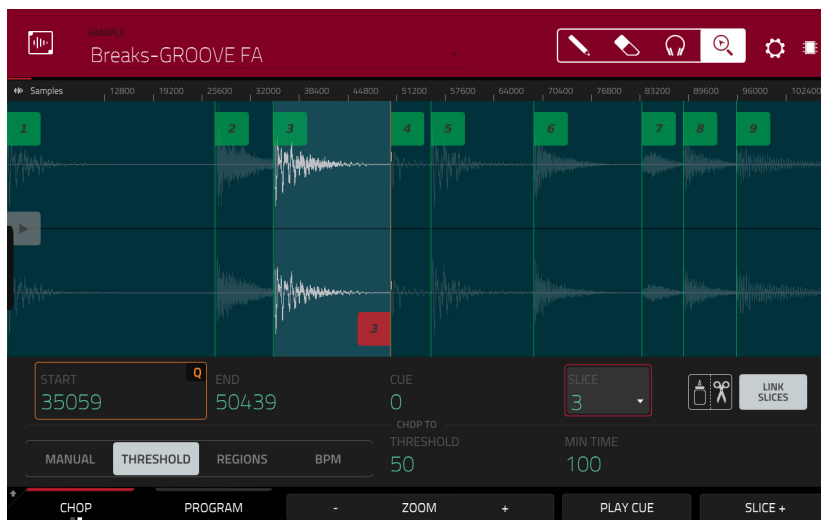 SAMPLE
Breaks-GROOVE FA
Samples 12800 19200 25600 32000 38400 44800 51200 57600 64000 70400 76800 83200 89600 96000 102400
1 2 3 4 5 6 7 8 9
3
START Q END CUE SLICE
35059 50439 0 3
LINK
SLICES
CHOP TO
MANUAL THRESHOLD REGIONS BPM THRESHOLD MIN TIME
50 100
CHOP PROGRAM - ZOOM + PLAY CUE SLICE +